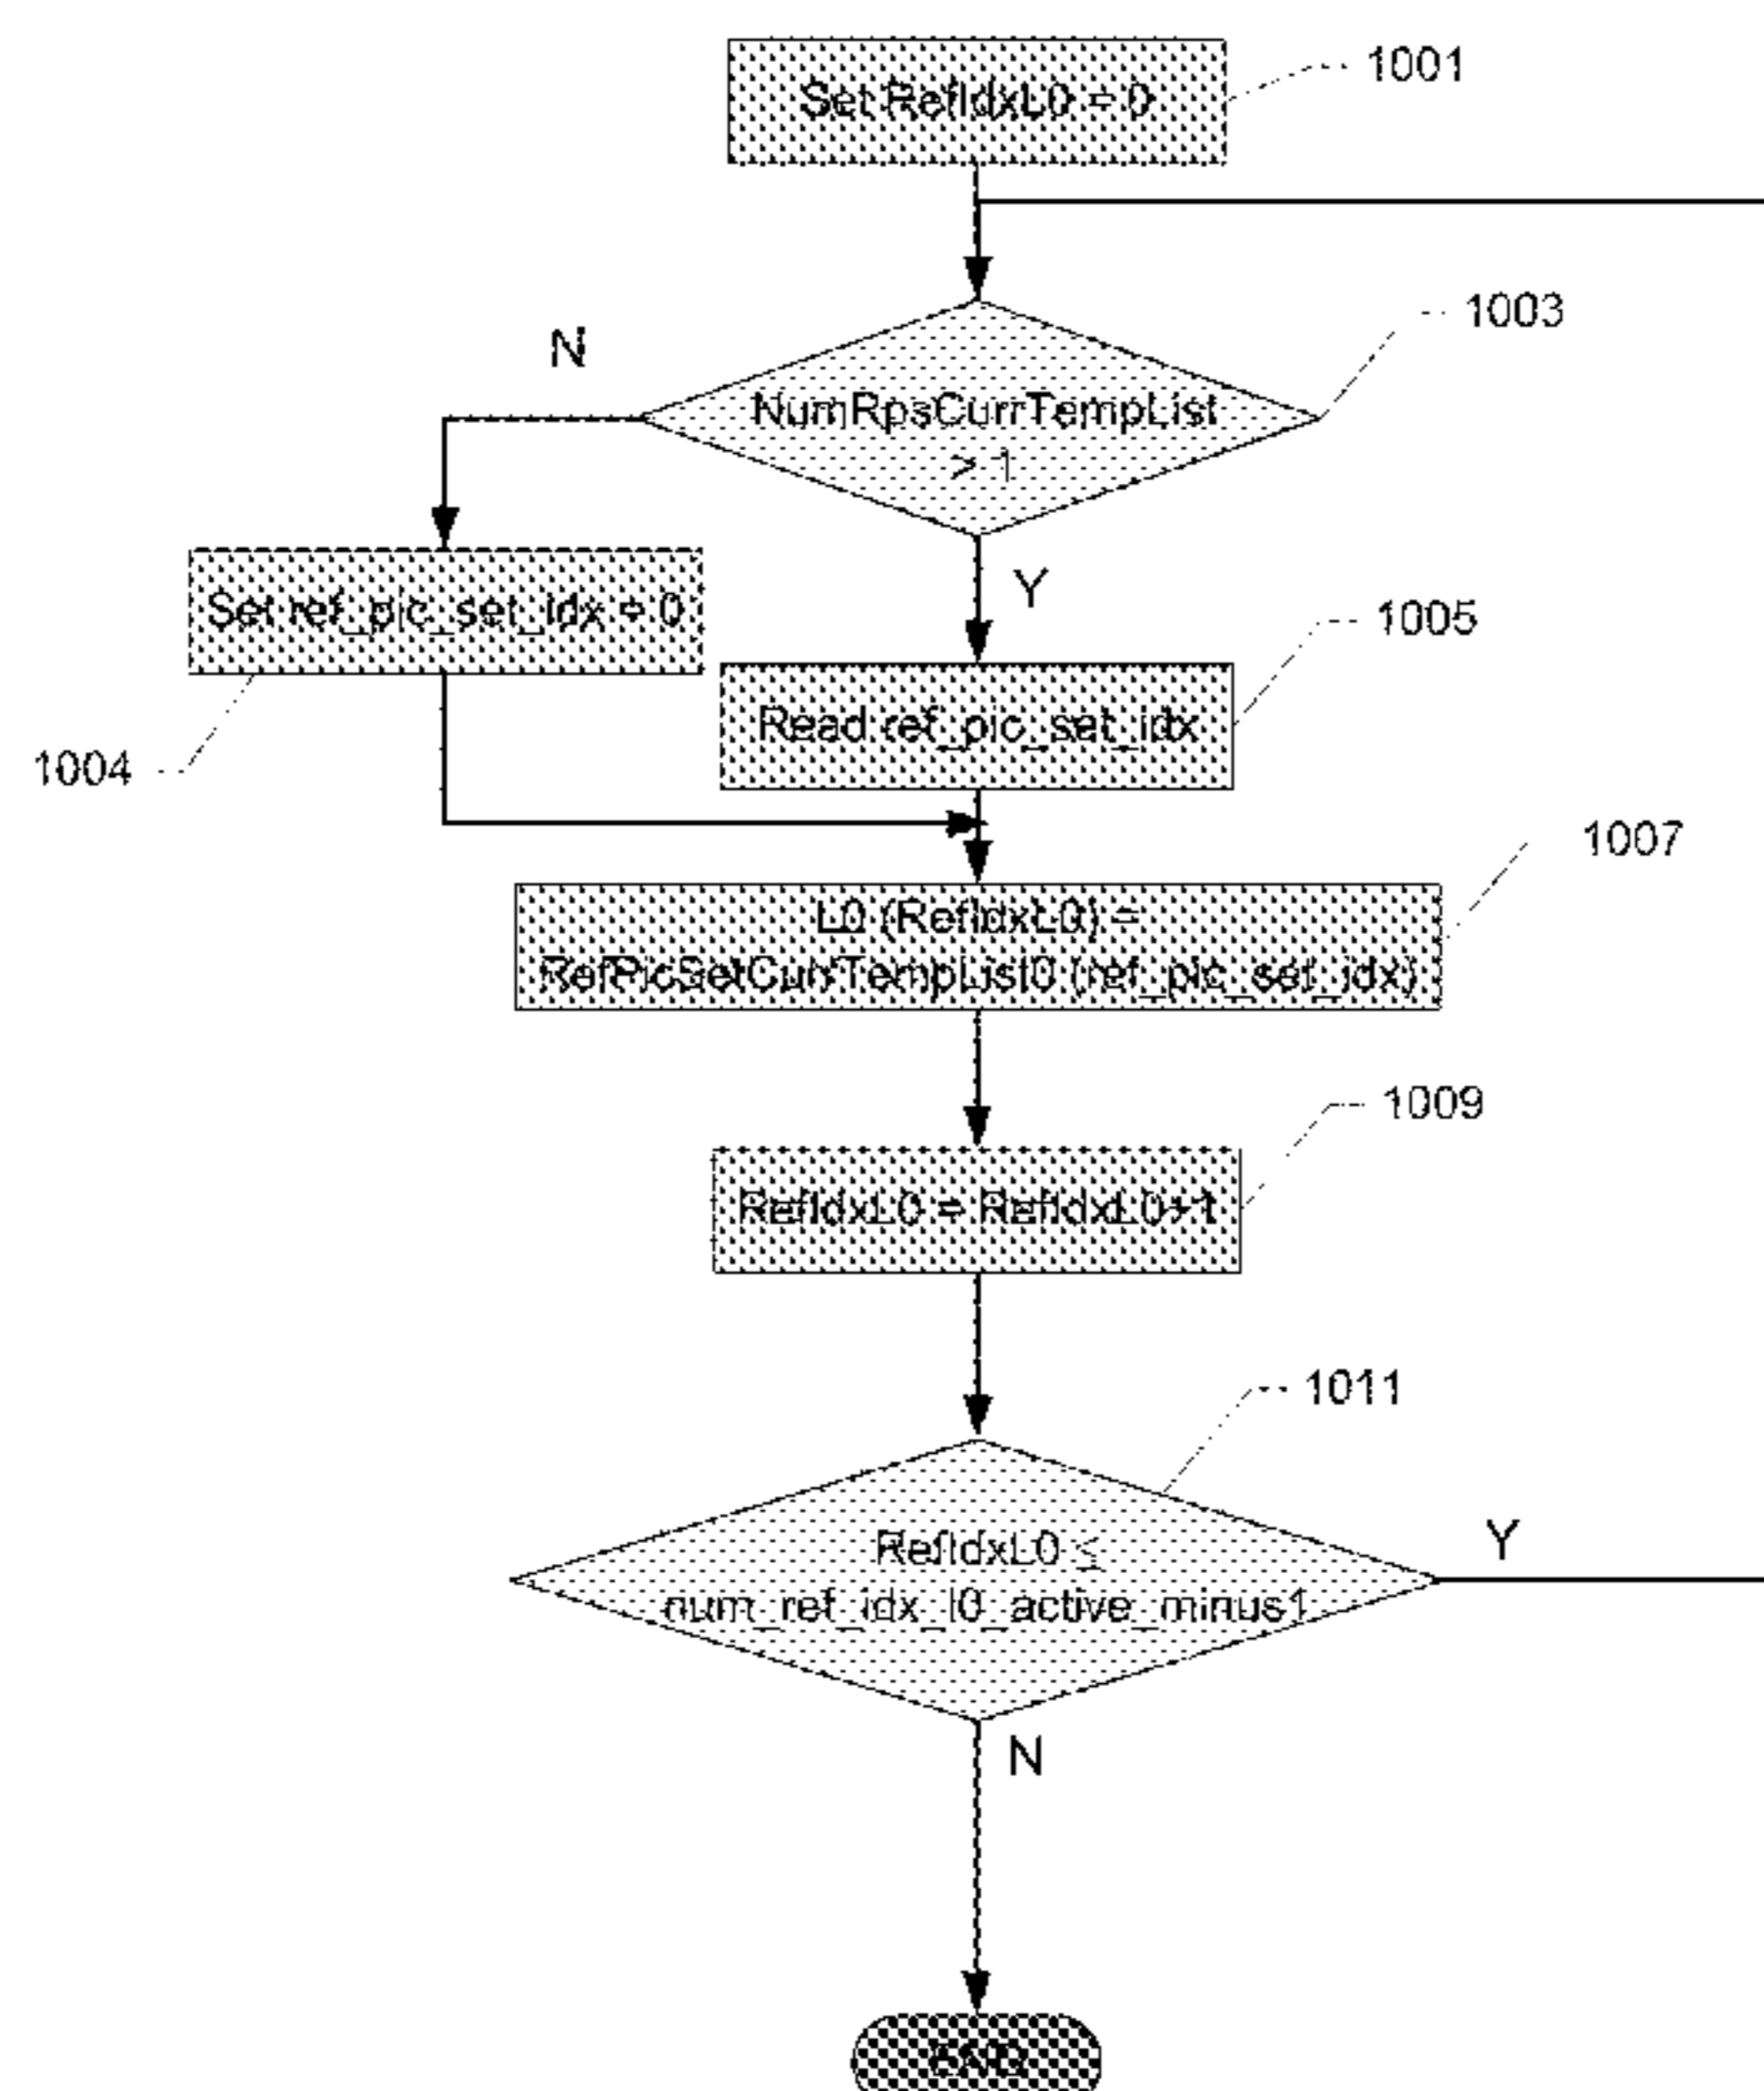 Set RefIdxL0 = 0
1001
1003
N
NumRpsCurrTempList
> 1
Y
Set ref_pic_set_idx = 0
1005
Read ref_pic_set_idx
1004
1007
L0 (RefIdxL0) =
RefPicSetCurrTempList0 (ref_pic_set_idx)
1009
RefIdxL0 = RefIdxL0+1
1011
RefIdxL0 ≤
num_ref_idx_l0_active_minus1
Y
N
END